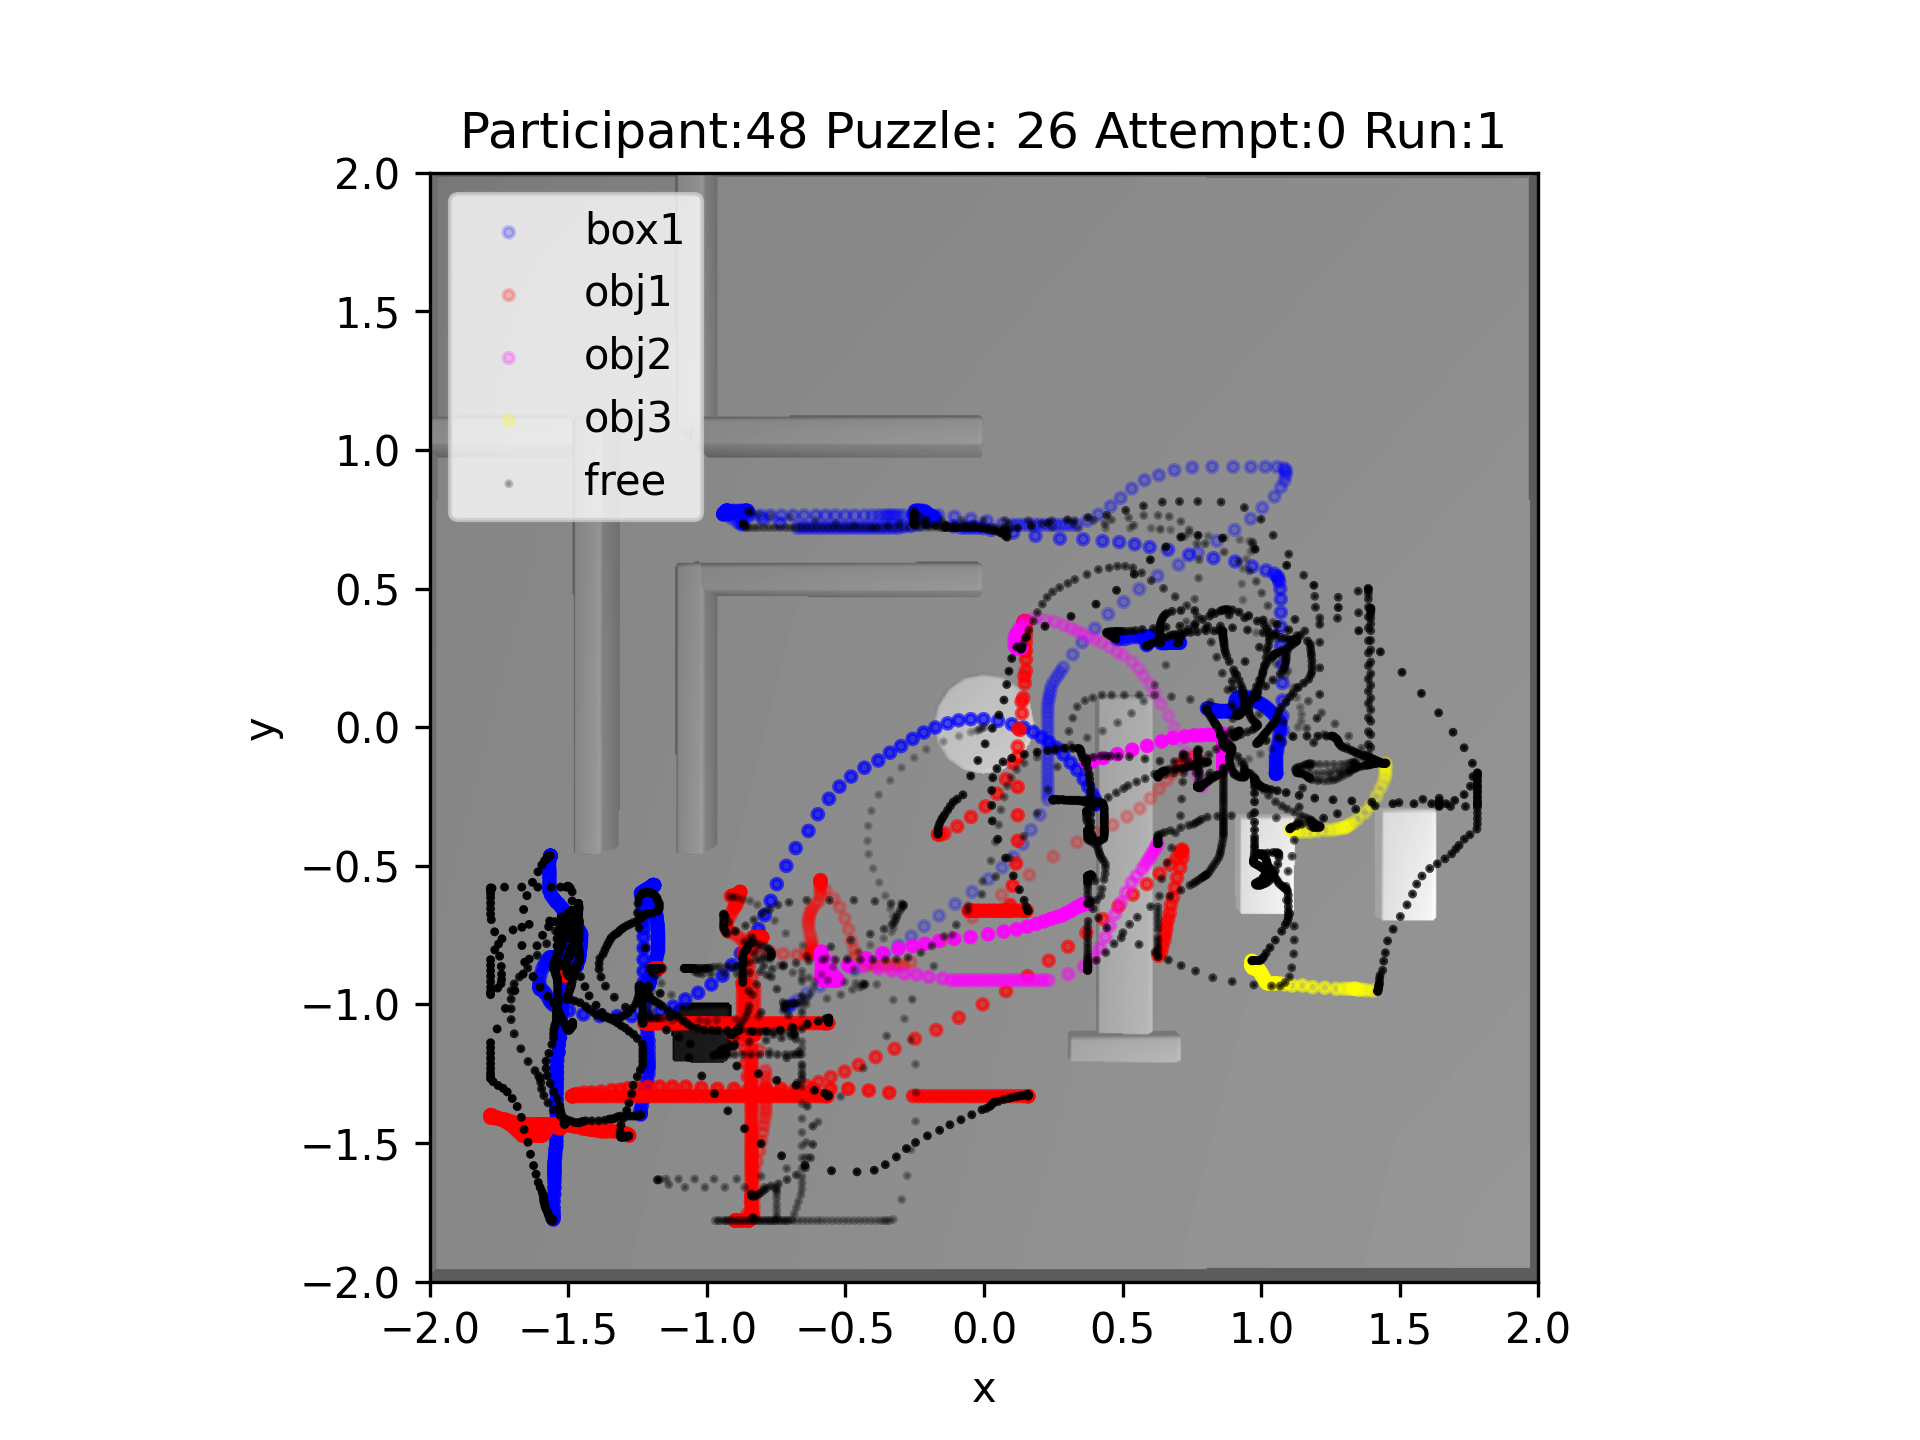 Participant:48 Puzzle: 26 Attempt:0 Run:1
2.0
1.5
1.0
0.5
0.0
−0.5
−1.0
−1.5
−2.0
y
box1
obj1
obj2
obj3
free
−2.0 −1.5 −1.0 −0.5 0.0 0.5 1.0 1.5 2.0
x